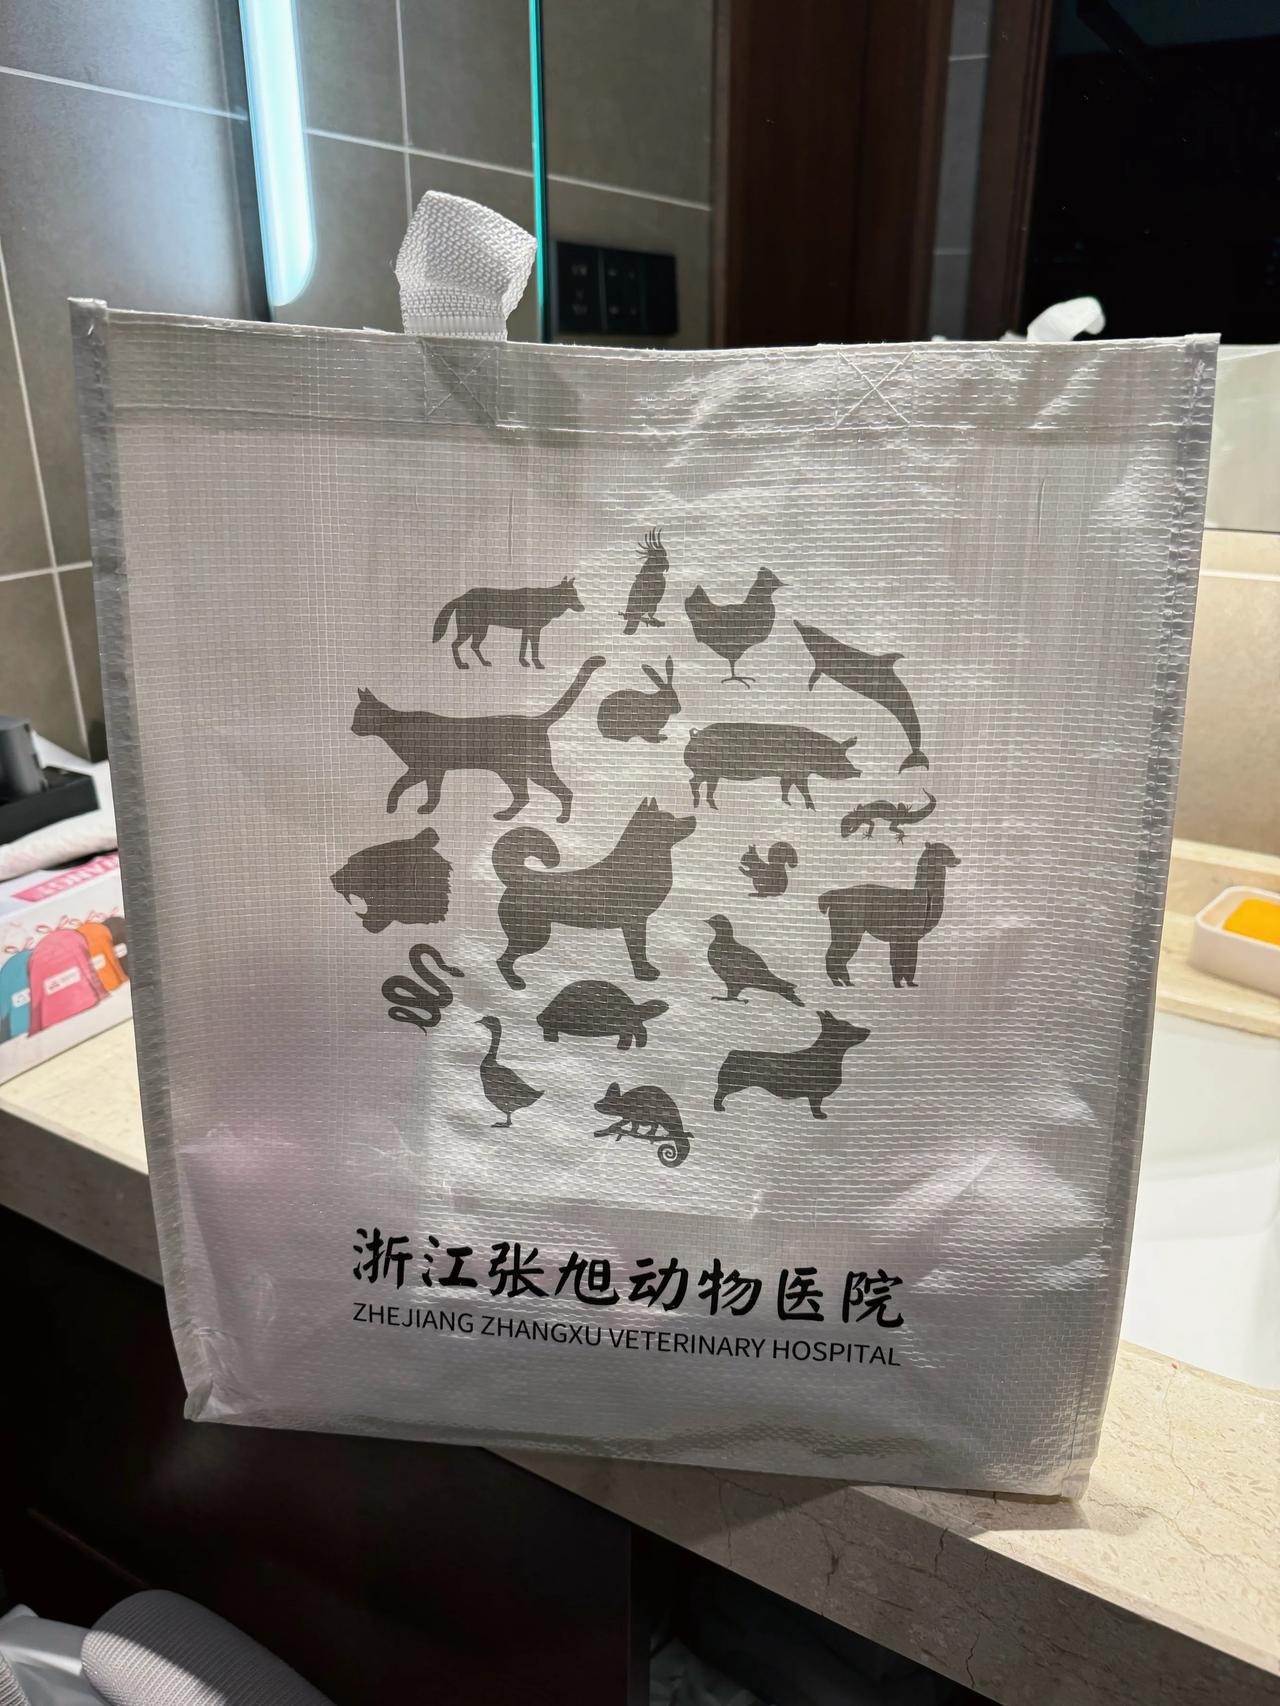 浙江张旭动物医院
ZHEJIANG ZHANGXU VETERINARY HOSPITAL